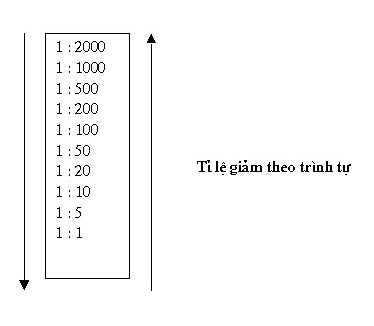 1 : 2000
1 : 1000
1 : 500
1 : 200
1 : 100
1 : 50
1 : 20
1 : 10
1 : 5
1 : 1
Tỉ lệ giảm theo trình tự